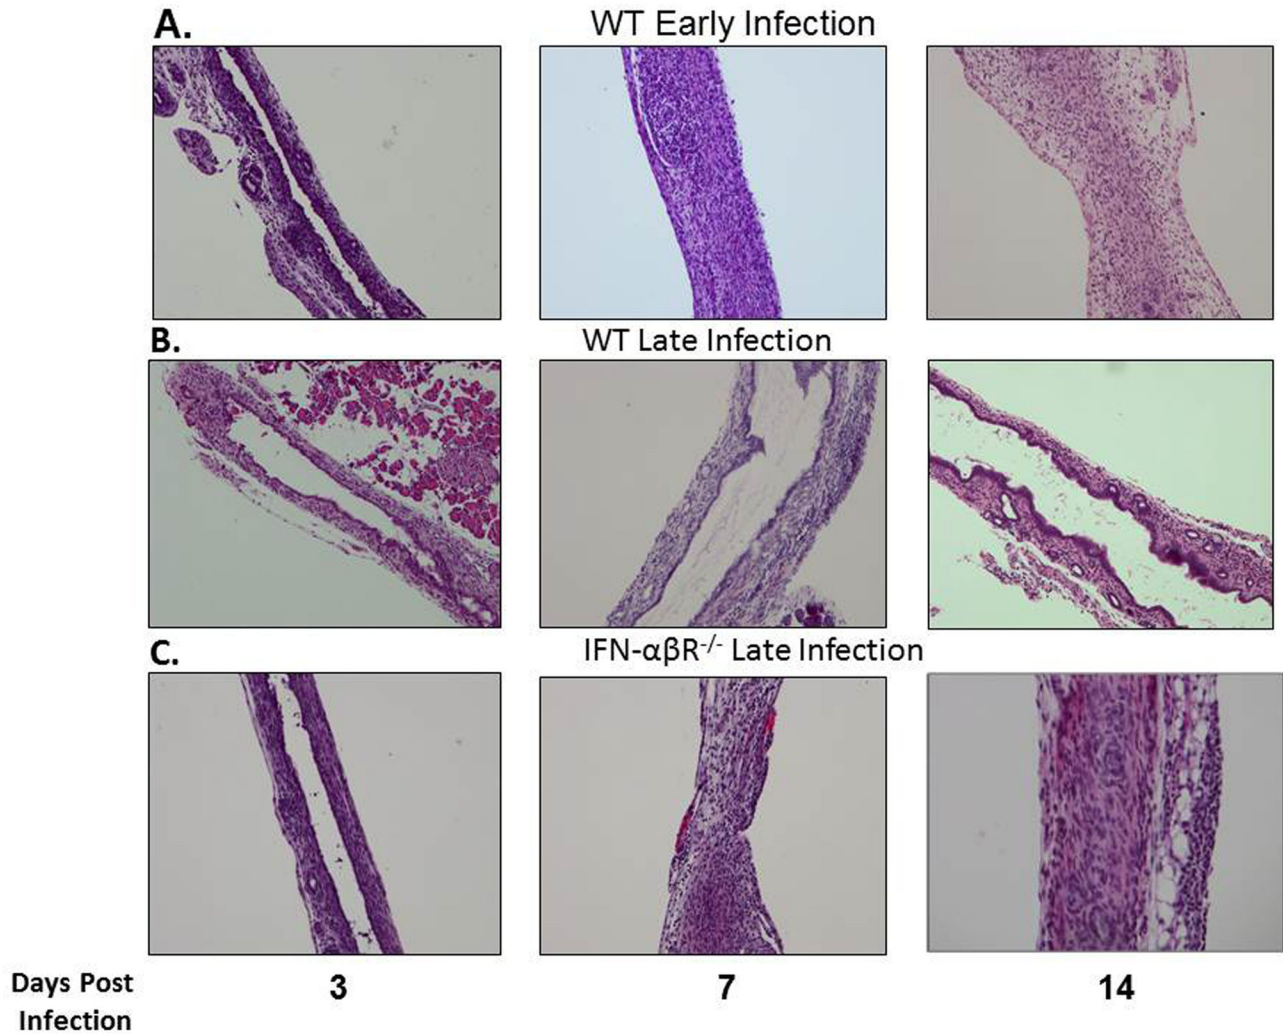 A.
WT Early Infection
B.
WT Late Infection
C.
IFN-αβR⁻/⁻ Late Infection
Days Post
Infection
3
7
14